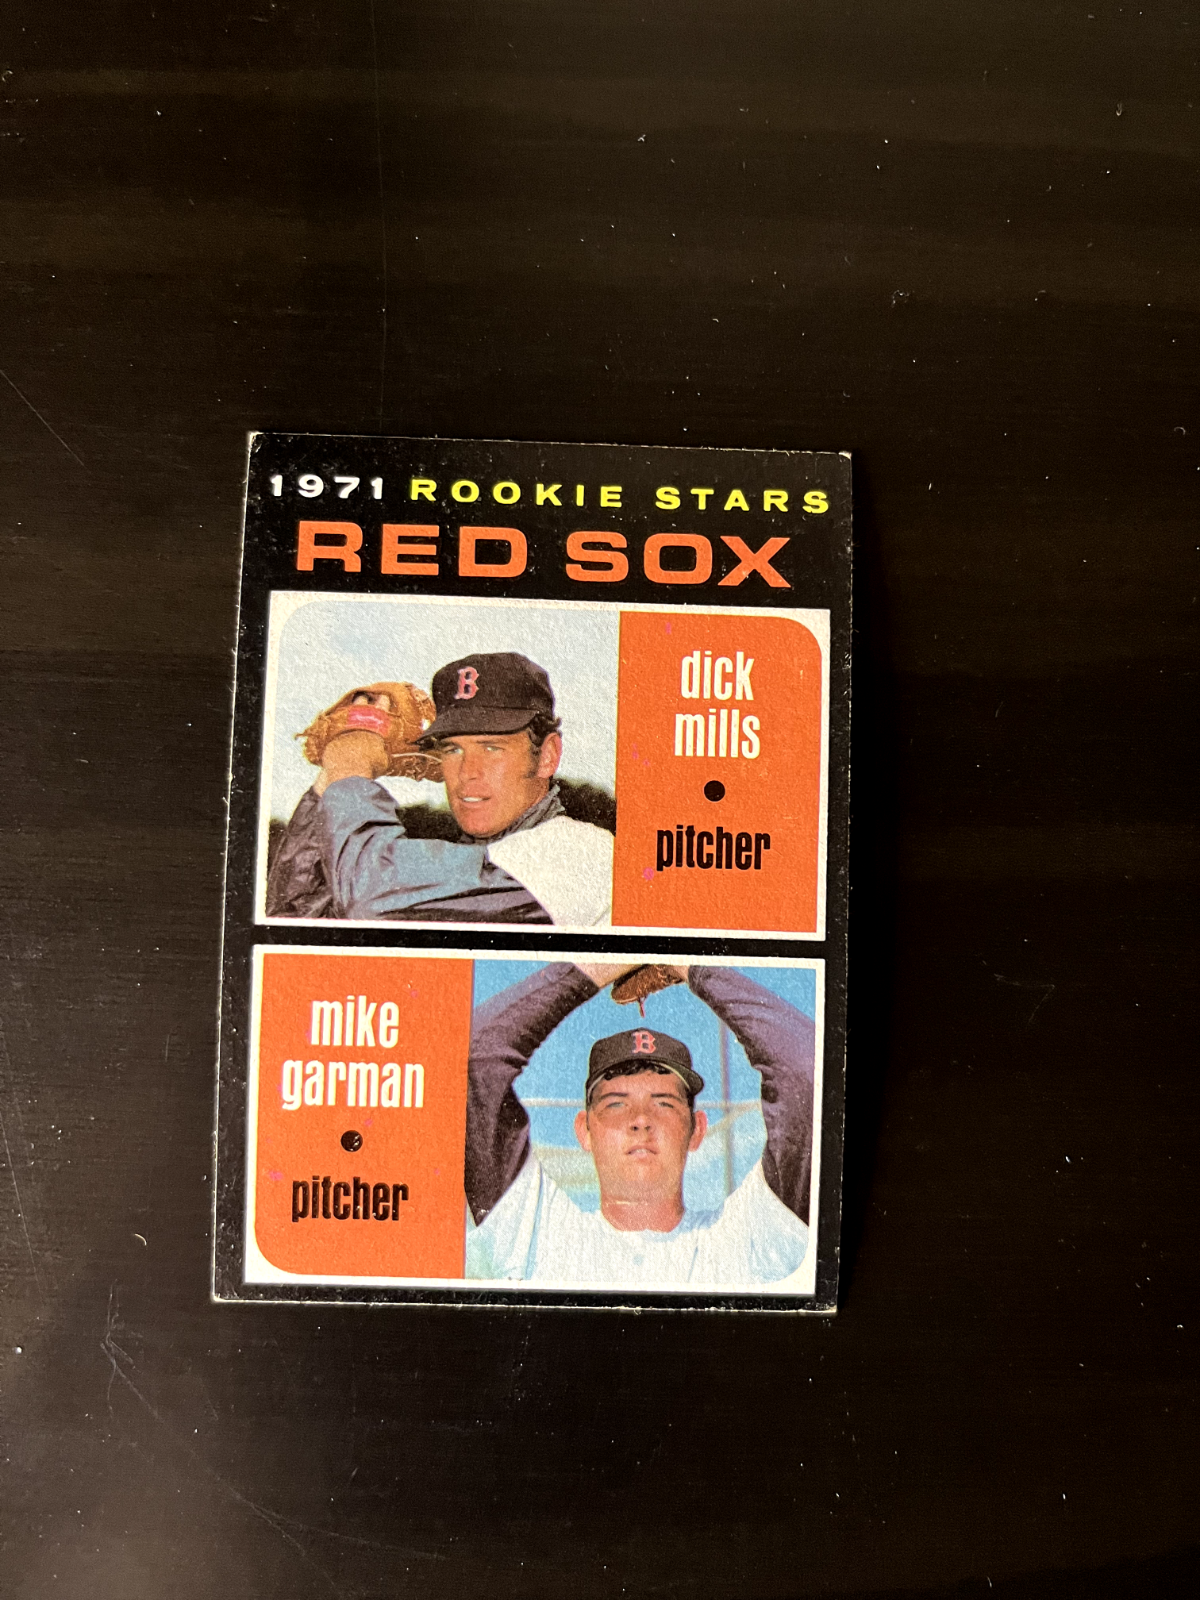 1971 ROOKIE STARS
RED SOX
dick
mills
pitcher
B
mike
garman
pitcher
B